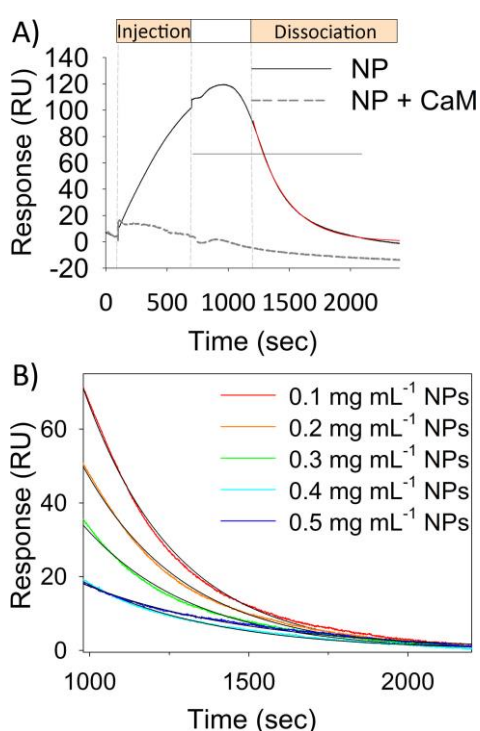 A)
Injection Dissociation
140
120
100
80
60
40
20
0
-20
Response (RU)
NP
NP + CaM
0 500 1000 1500 2000
Time (sec)
B)
60
40
20
0
Response (RU)
0.1 mg mL⁻¹ NPs
0.2 mg mL⁻¹ NPs
0.3 mg mL⁻¹ NPs
0.4 mg mL⁻¹ NPs
0.5 mg mL⁻¹ NPs
1000 1500 2000
Time (sec)